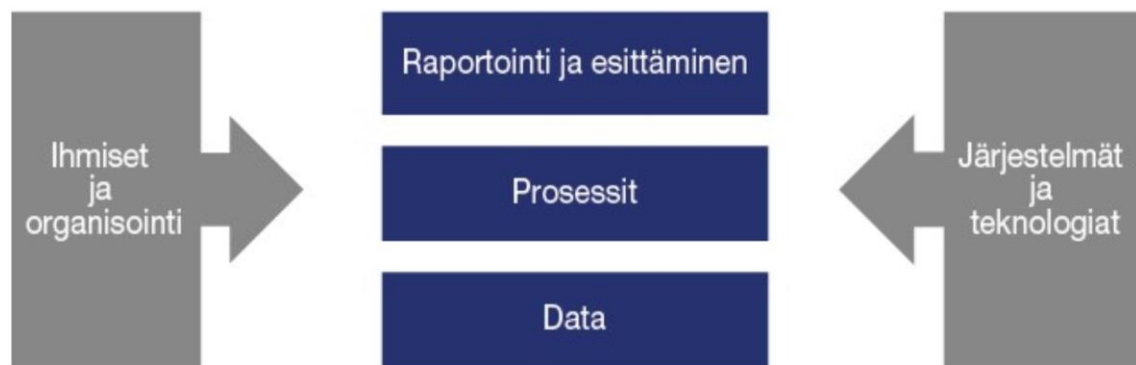 Ihmiset
ja
organisointi
Raportointi ja esittäminen
Prosessit
Data
Järjestelmät
ja
teknologiat